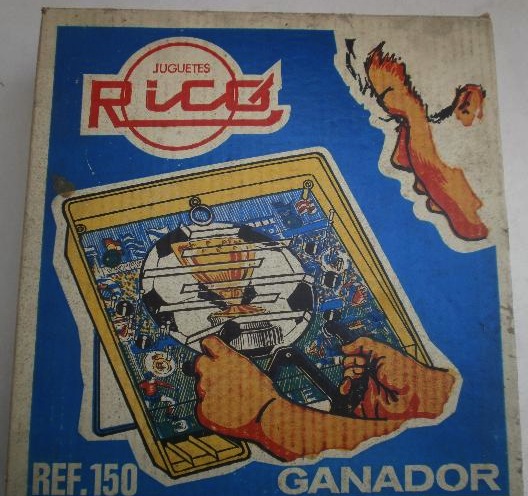 JUGUETES
RICO
REF. 150
GANADOR